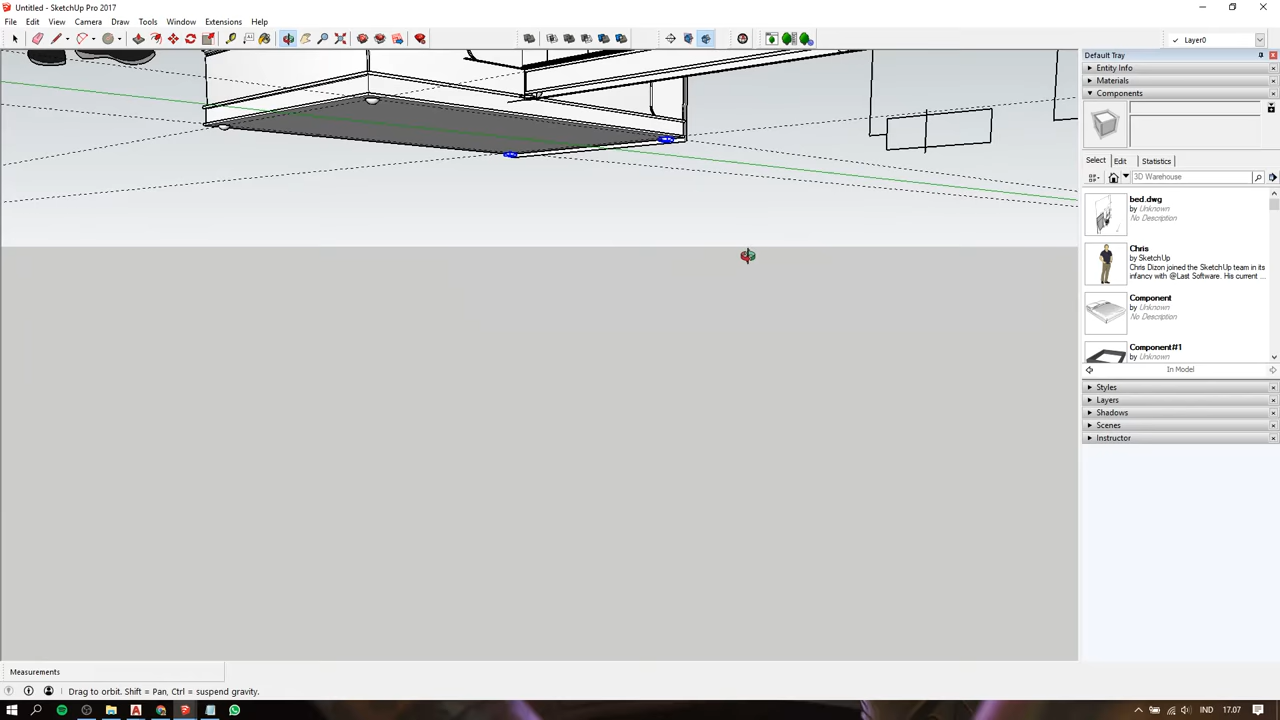 Untitled - SketchUp Pro 2017
File Edit View Camera Draw Tools Window Extensions Help
Layer0
Default Tray
Entity Info
Materials
Components
Select Edit Statistics
3D Warehouse
bed.dwg
by Unknown
No Description
Chris
by SketchUp
Chris Dizon joined the SketchUp team in its
infancy with @Last Software. His current ...
Component
by Unknown
No Description
Component#1
by Unknown
In Model
Styles
Layers
Shadows
Scenes
Instructor
Measurements
Drag to orbit. Shift = Pan, Ctrl = suspend gravity.
IND 17.07